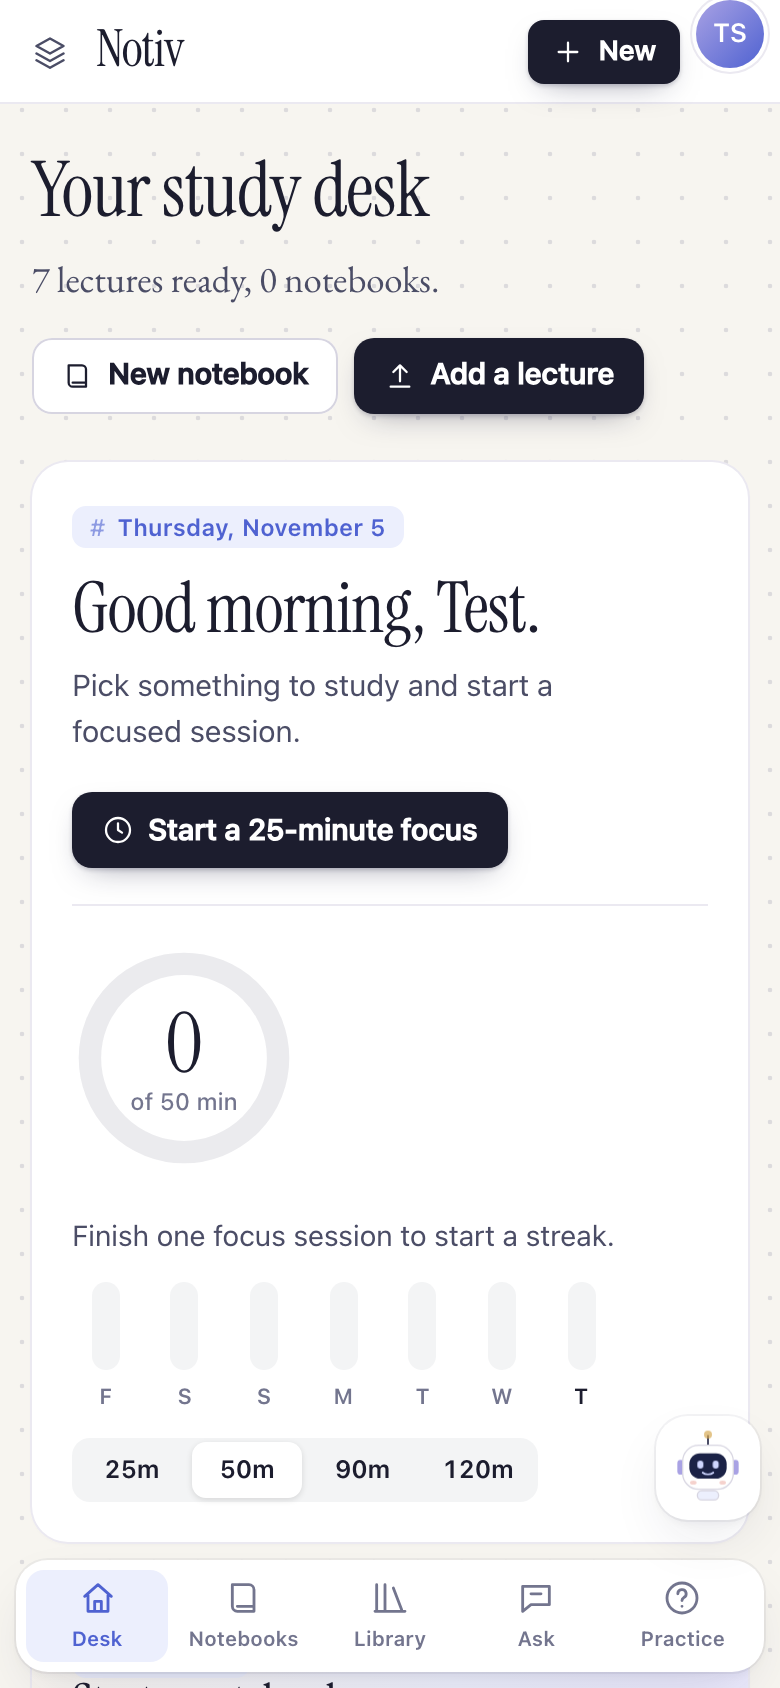 Notiv
New
TS
Your study desk
7 lectures ready, 0 notebooks.
New notebook
Add a lecture
# Thursday, November 5
Good morning, Test.
Pick something to study and start a
focused session.
Start a 25-minute focus
0
of 50 min
Finish one focus session to start a streak.
F S S M T W T
25m 50m 90m 120m
Desk Notebooks Library Ask Practice